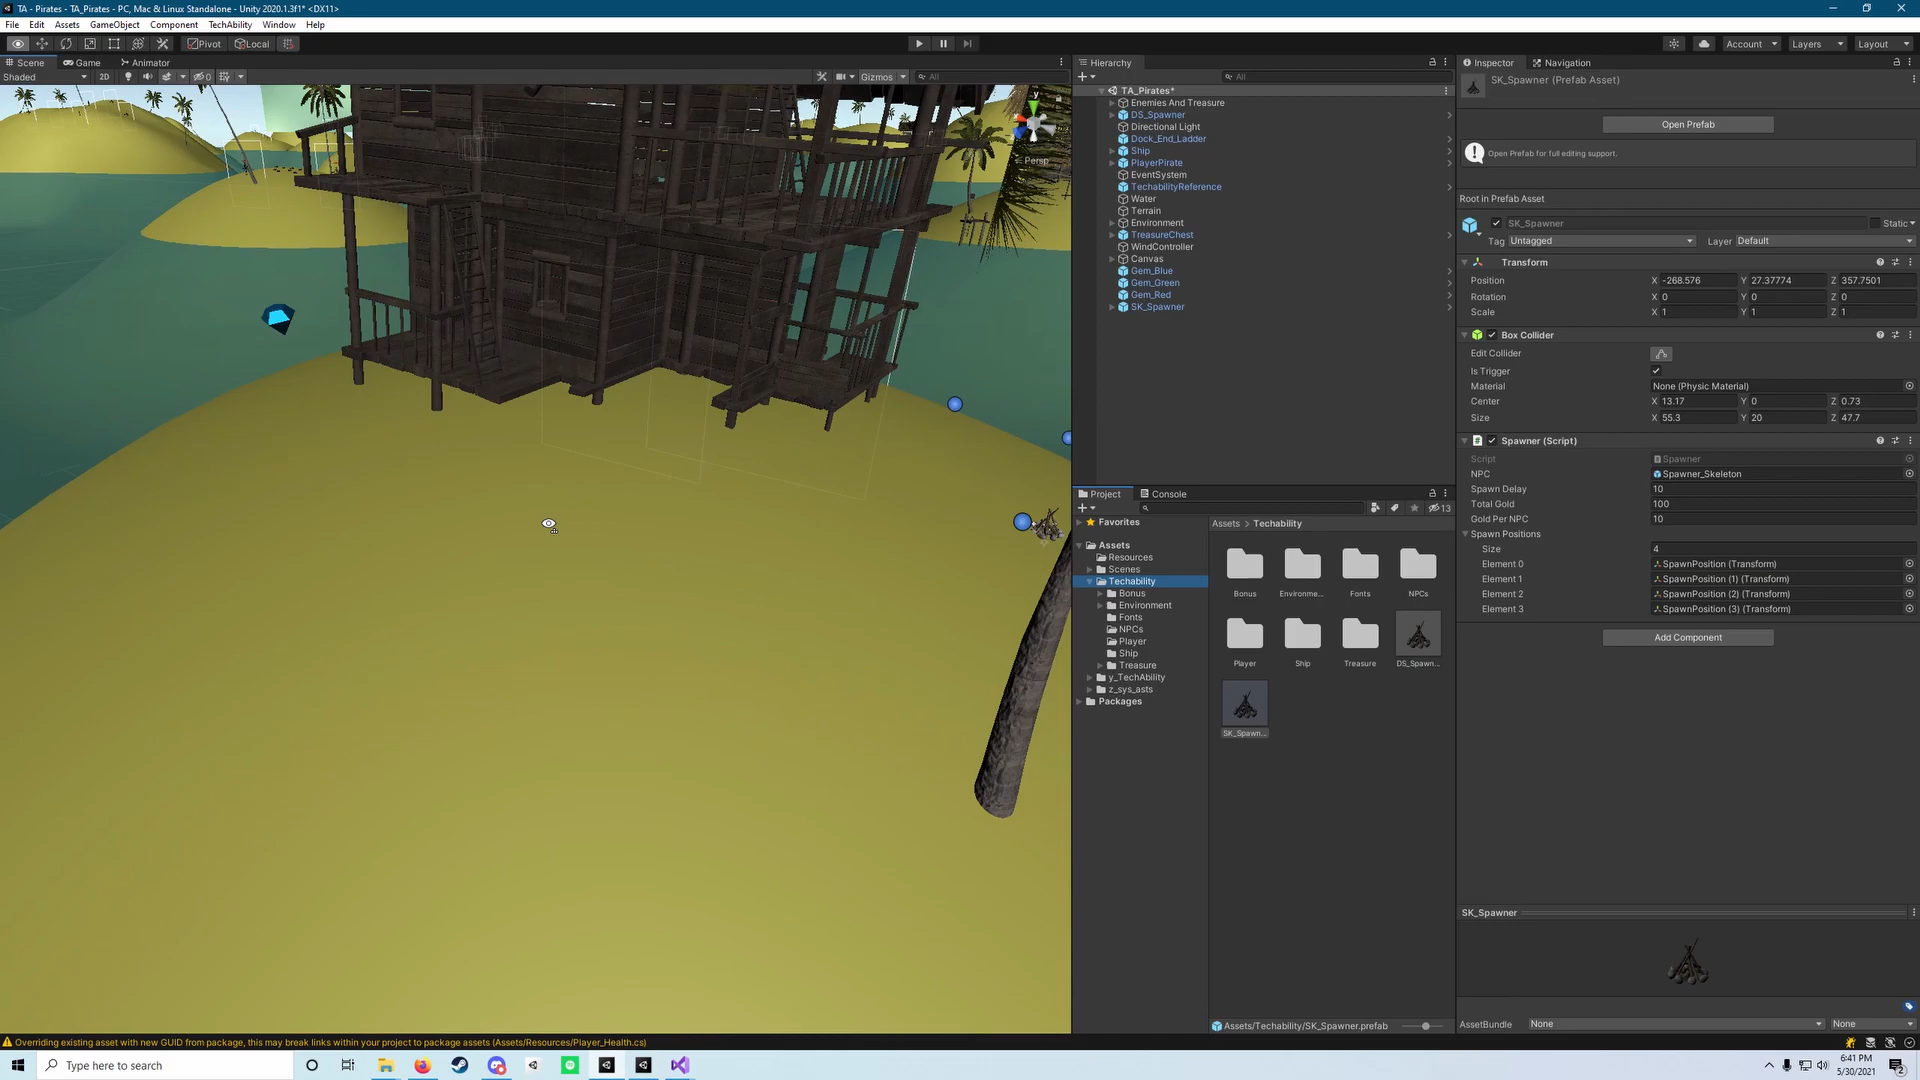 TA - Pirates - TA_Pirates - PC, Mac & Linux Standalone - Unity 2020.1.3f1* <DX11>
File Edit Assets GameObject Component TechAbility Window Help
Pivot Local Account Layers Layout
Scene Game Animator
Shaded 2D 0 Gizmos All
y
Persp
Hierarchy
All
TA_Pirates*
Enemies And Treasure
DS_Spawner
Directional Light
Dock_End_Ladder
Ship
PlayerPirate
EventSystem
TechabilityReference
Water
Terrain
Environment
TreasureChest
WindController
Canvas
Gem_Blue
Gem_Green
Gem_Red
SK_Spawner
Project Console
13
Favorites
Assets
Resources
Scenes
Techability
Bonus
Environment
Fonts
NPCs
Player
Ship
Treasure
y_TechAbility
z_sys_asts
Packages
Assets > Techability
Bonus Environme... Fonts NPCs
Player Ship Treasure DS_Spawn...
SK_Spawn...
Assets/Techability/SK_Spawner.prefab
Inspector Navigation
SK_Spawner (Prefab Asset)
Open Prefab
Open Prefab for full editing support.
Root in Prefab Asset
SK_Spawner Static
Tag Untagged Layer Default
Transform
Position X -268.576 Y 27.37774 Z 357.7501
Rotation X 0 Y 0 Z 0
Scale X 1 Y 1 Z 1
Box Collider
Edit Collider
Is Trigger
Material None (Physic Material)
Center X 13.17 Y 0 Z 0.73
Size X 55.3 Y 20 Z 47.7
Spawner (Script)
Script Spawner
NPC Spawner_Skeleton
Spawn Delay 10
Total Gold 100
Gold Per NPC 10
Spawn Positions
Size 4
Element 0 SpawnPosition (Transform)
Element 1 SpawnPosition (1) (Transform)
Element 2 SpawnPosition (2) (Transform)
Element 3 SpawnPosition (3) (Transform)
Add Component
SK_Spawner
AssetBundle None None
Overriding existing asset with new GUID from package, this may break links within your project to package assets (Assets/Resources/Player_Health.cs)
Type here to search
6:41 PM
5/30/2021
2